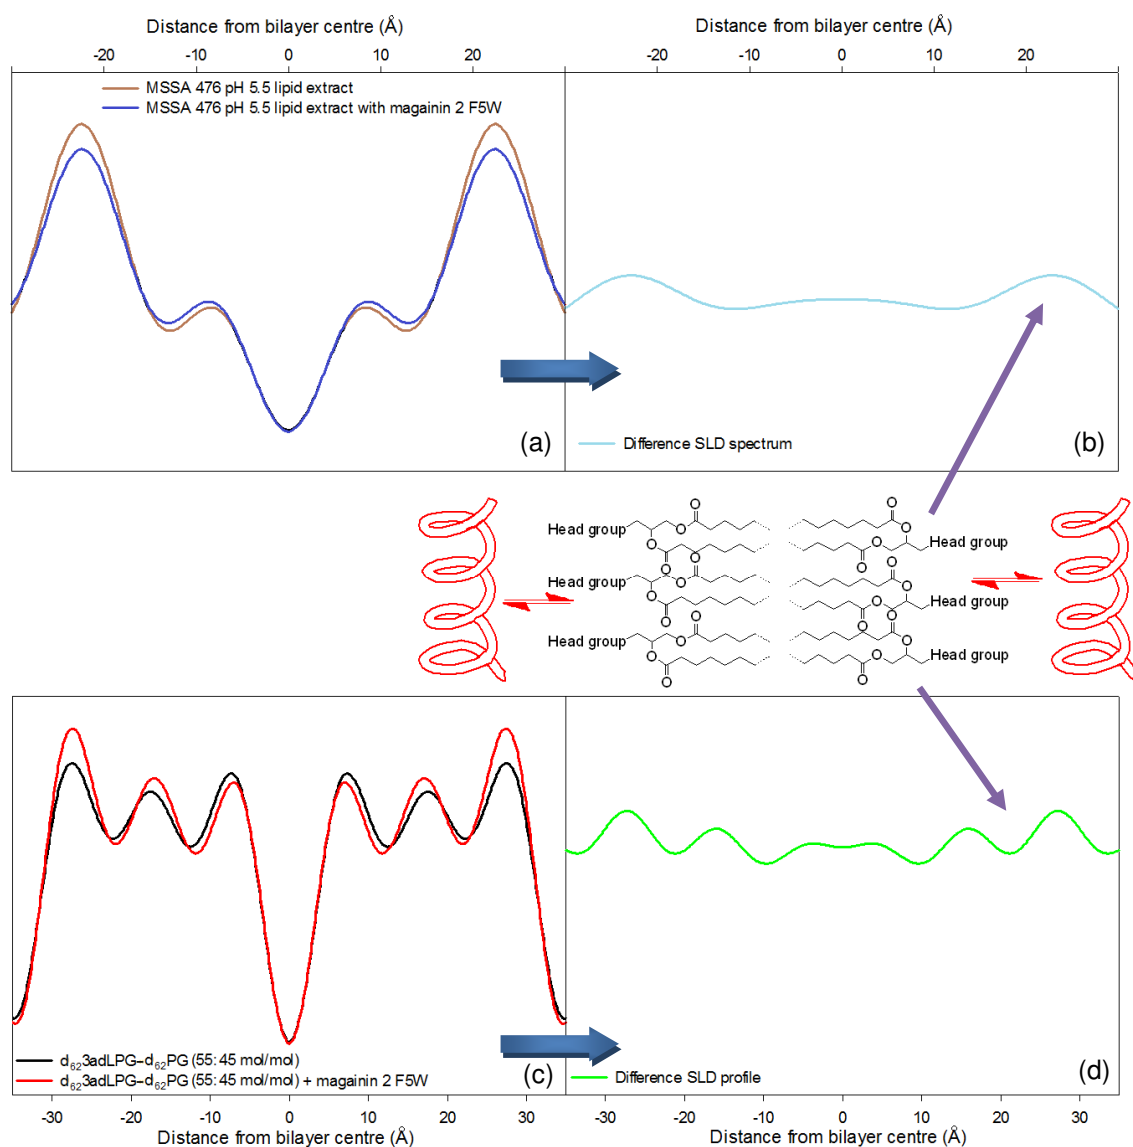 Distance from bilayer centre (Å)
Distance from bilayer centre (Å)
-20 -10 0 10 20
-20 -10 0 10 20
MSSA 476 pH 5.5 lipid extract
MSSA 476 pH 5.5 lipid extract with magainin 2 F5W
(a)
Difference SLD spectrum
(b)
O O
Head group O O
O O Head group
O O O O
Head group O O
O O Head group
O O O O
Head group O O
O O Head group
O O
d₆₂3adLPG–d₆₂PG (55:45 mol/mol)
d₆₂3adLPG–d₆₂PG (55:45 mol/mol) + magainin 2 F5W
(c)
Difference SLD profile
(d)
-30 -20 -10 0 10 20 30
-30 -20 -10 0 10 20 30
Distance from bilayer centre (Å)
Distance from bilayer centre (Å)